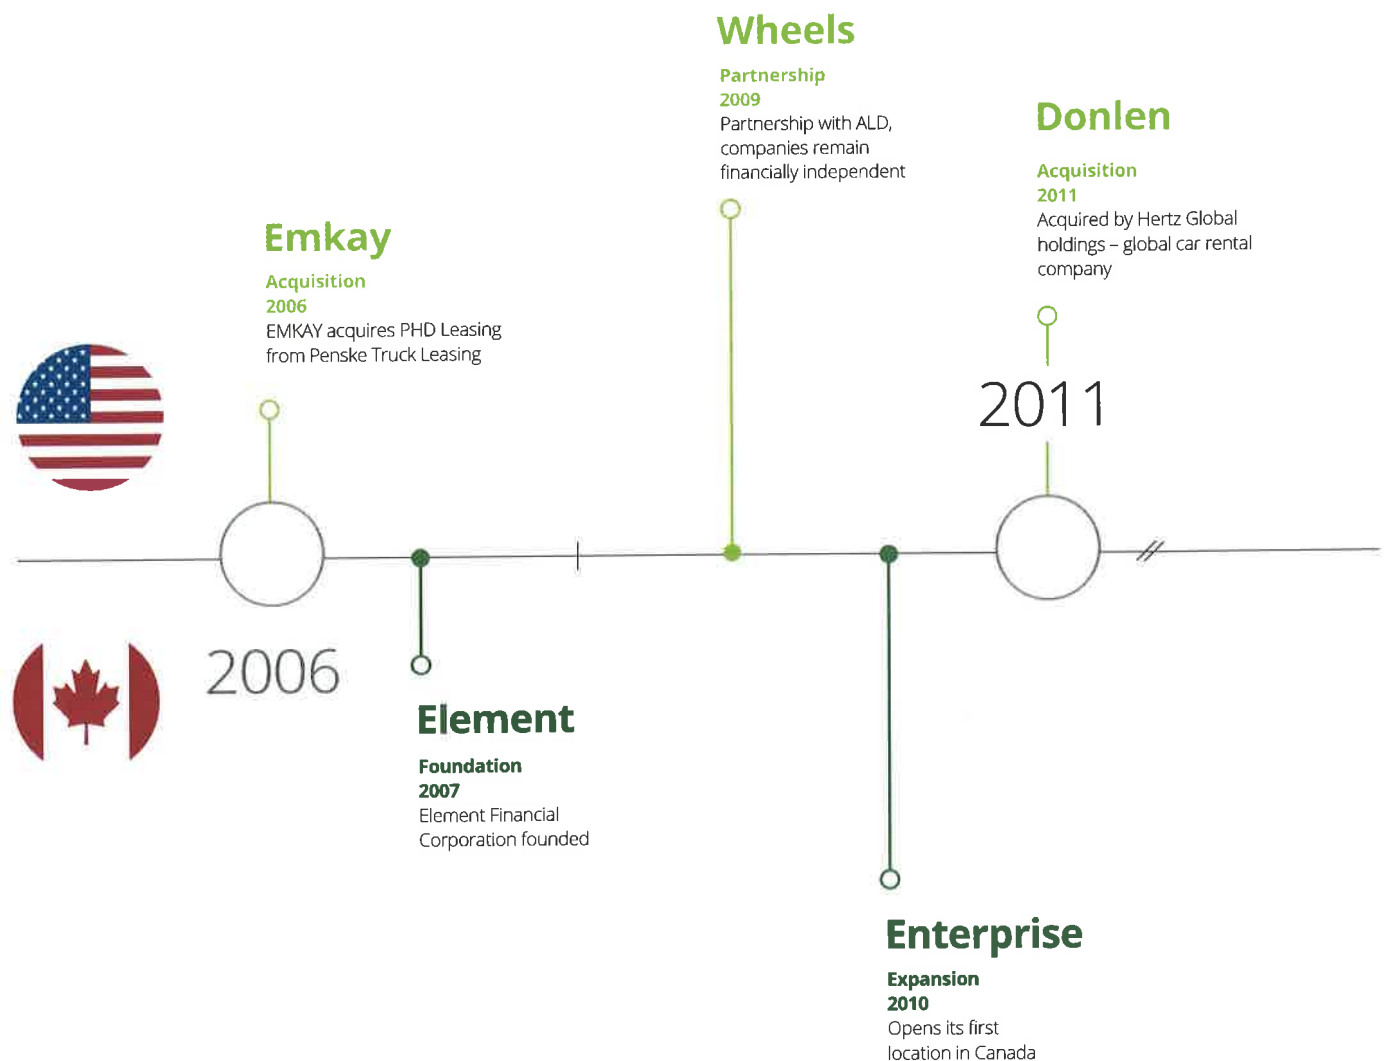 Wheels
Partnership
2009
Partnership with ALD,
companies remain
financially independent
Donlen
Acquisition
2011
Acquired by Hertz Global
holdings – global car rental
company
Emkay
Acquisition
2006
EMKAY acquires PHD Leasing
from Penske Truck Leasing
2011
2006
Element
Foundation
2007
Element Financial
Corporation founded
Enterprise
Expansion
2010
Opens its first
location in Canada